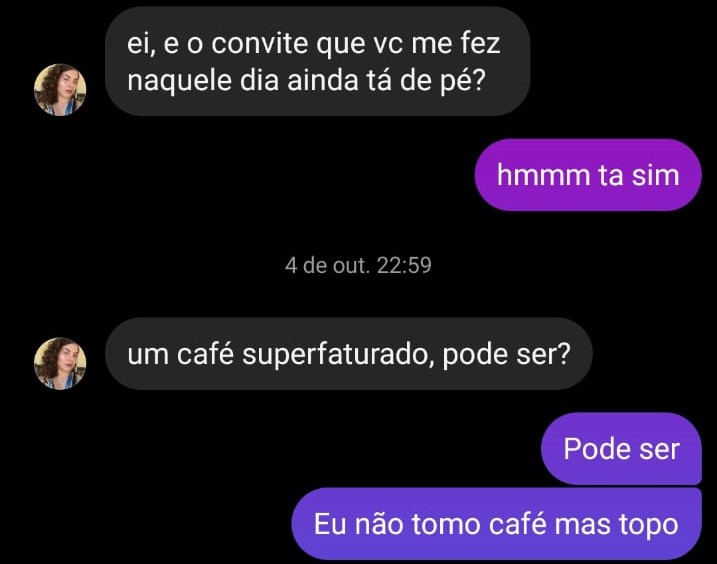 ei, e o convite que vc me fez
naquele dia ainda tá de pé?
hmmm ta sim
4 de out. 22:59
um café superfaturado, pode ser?
Pode ser
Eu não tomo café mas topo